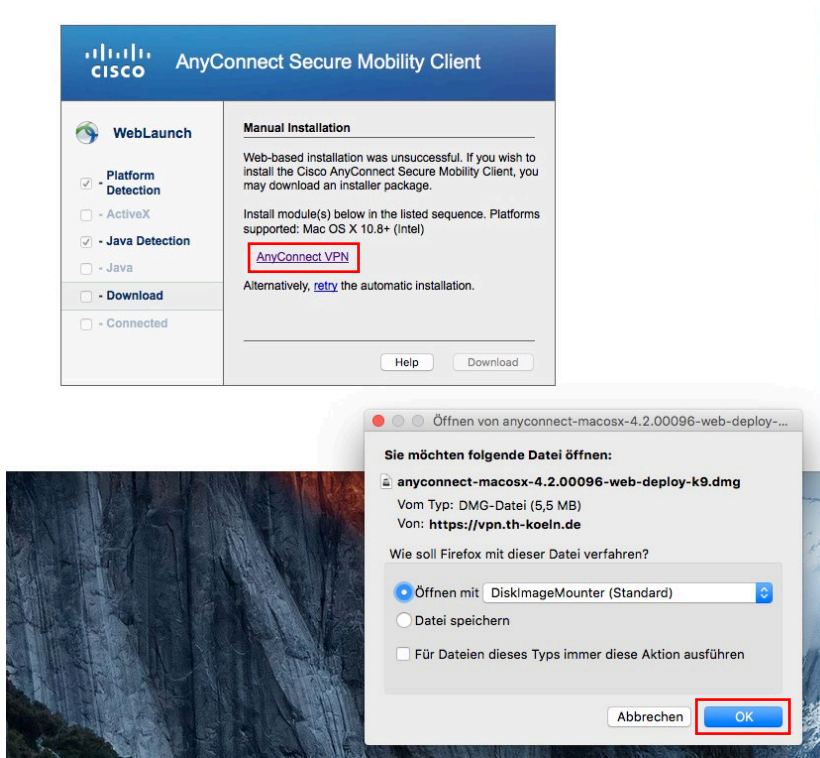 CISCO AnyConnect Secure Mobility Client
WebLaunch
- Platform
Detection
- ActiveX
- Java Detection
- Java
- Download
- Connected
Manual Installation
Web-based installation was unsuccessful. If you wish to
install the Cisco AnyConnect Secure Mobility Client, you
may download an installer package.
Install module(s) below in the listed sequence. Platforms
supported: Mac OS X 10.8+ (Intel)
AnyConnect VPN
Alternatively, retry the automatic installation.
Help Download
Öffnen von anyconnect-macosx-4.2.00096-web-deploy-...
Sie möchten folgende Datei öffnen:
anyconnect-macosx-4.2.00096-web-deploy-k9.dmg
Vom Typ: DMG-Datei (5,5 MB)
Von: https://vpn.th-koeln.de
Wie soll Firefox mit dieser Datei verfahren?
Öffnen mit DiskImageMounter (Standard)
Datei speichern
Für Dateien dieses Typs immer diese Aktion ausführen
Abbrechen OK